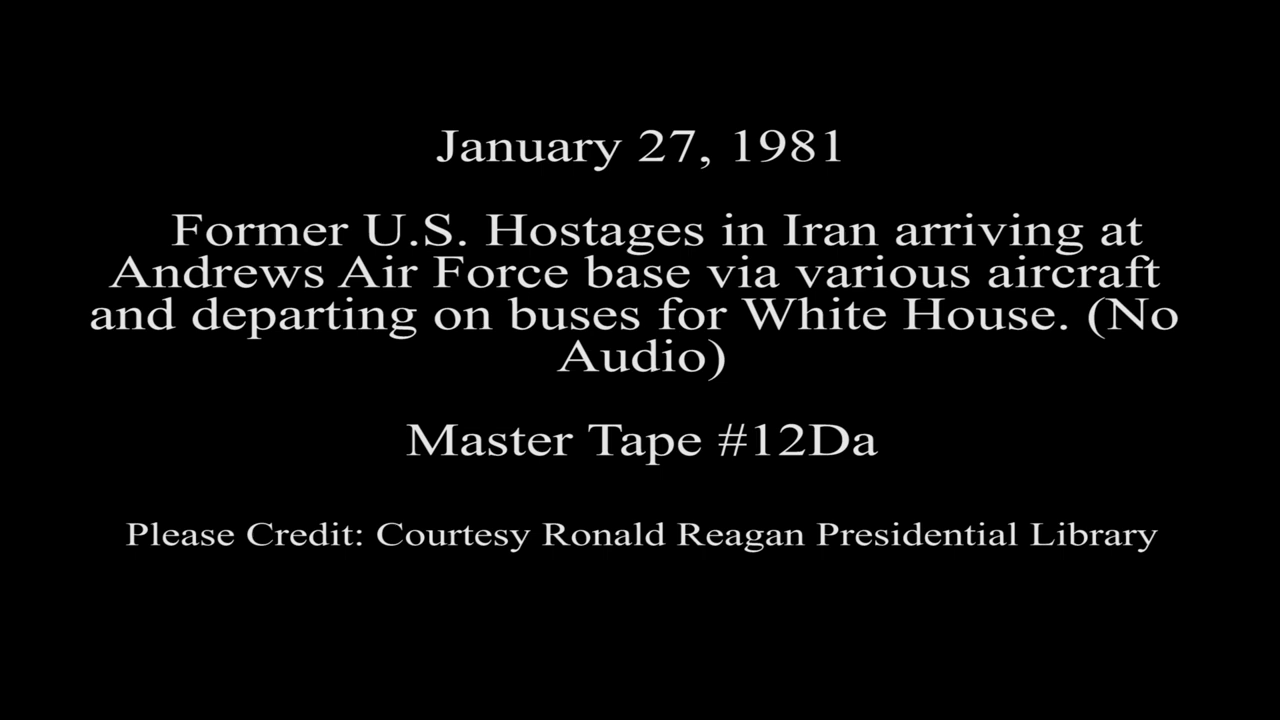 January 27, 1981
Former U.S. Hostages in Iran arriving at
Andrews Air Force base via various aircraft
and departing on buses for White House. (No
Audio)
Master Tape #12Da
Please Credit: Courtesy Ronald Reagan Presidential Library